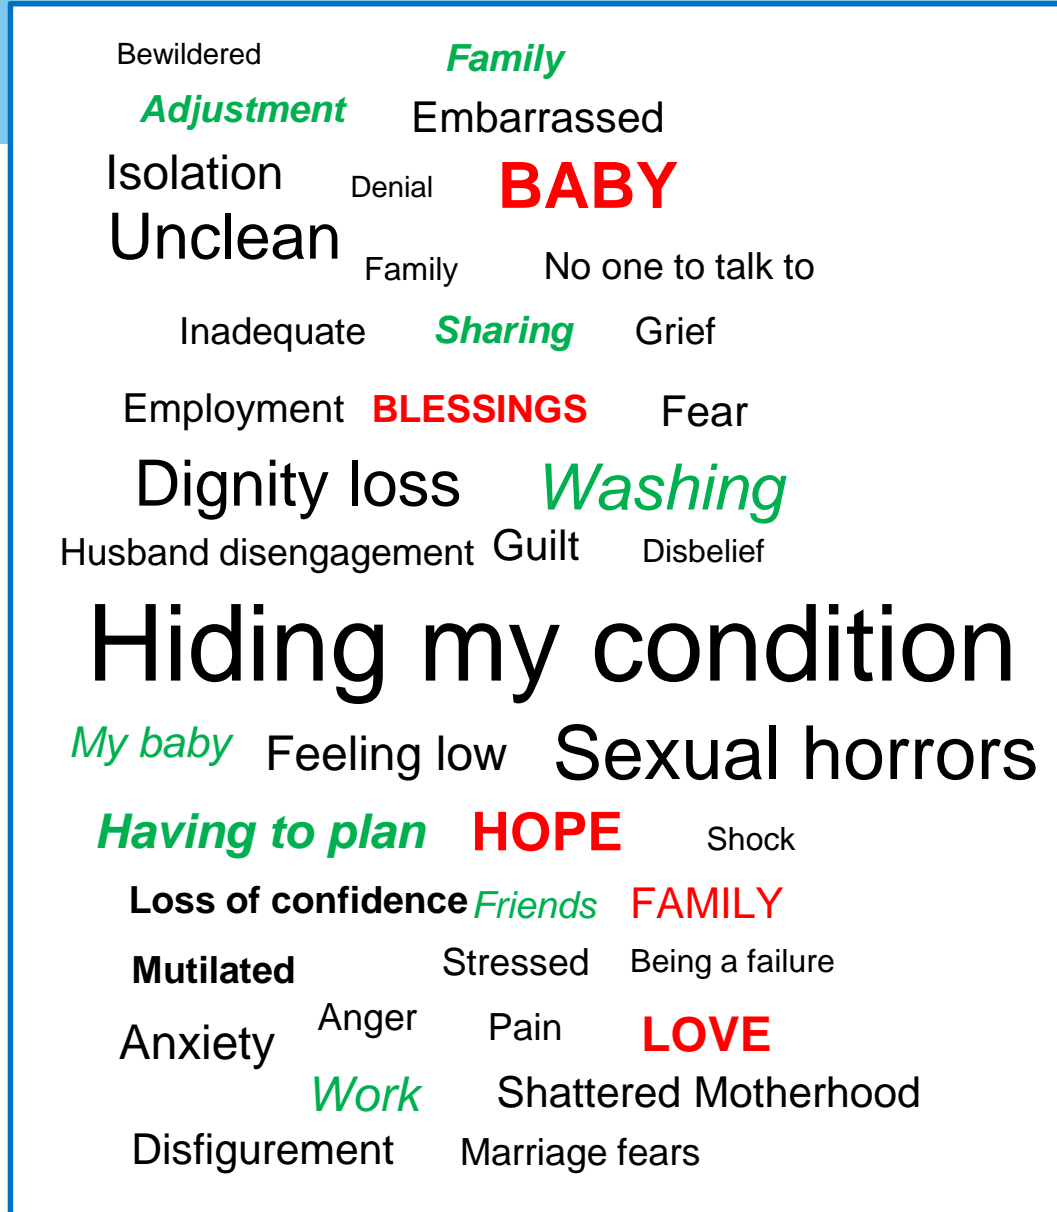 Bewildered Family
Adjustment Embarrassed
Isolation Denial BABY
Unclean Family No one to talk to
Inadequate Sharing Grief
Employment BLESSINGS Fear
Dignity loss Washing
Husband disengagement Guilt Disbelief
Hiding my condition
My baby Feeling low Sexual horrors
Having to plan HOPE Shock
Loss of confidence Friends FAMILY
Mutilated Stressed Being a failure
Anxiety Anger Pain LOVE
Work Shattered Motherhood
Disfigurement Marriage fears